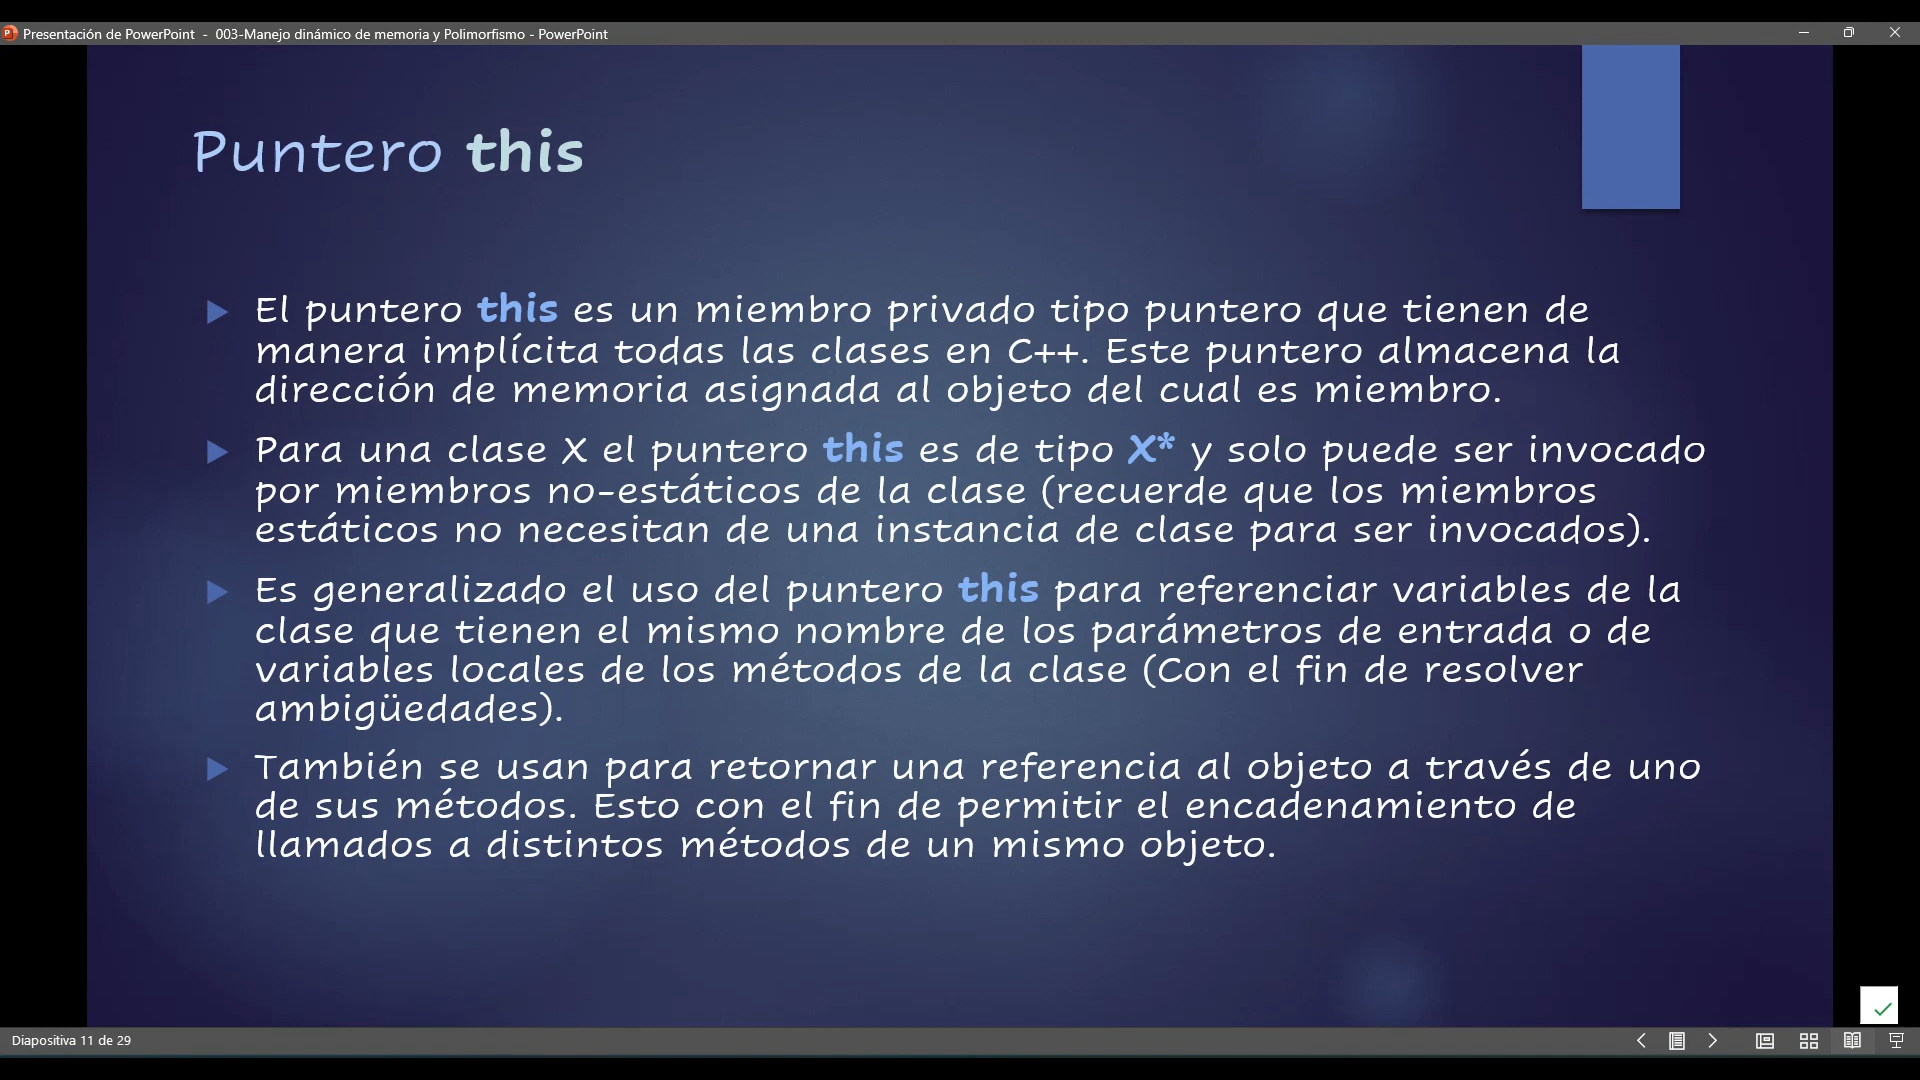 Presentación de PowerPoint - 003-Manejo dinámico de memoria y Polimorfismo - PowerPoint
Puntero this
El puntero this es un miembro privado tipo puntero que tienen de
manera implícita todas las clases en C++. Este puntero almacena la
dirección de memoria asignada al objeto del cual es miembro.
Para una clase X el puntero this es de tipo X* y solo puede ser invocado
por miembros no-estáticos de la clase (recuerde que los miembros
estáticos no necesitan de una instancia de clase para ser invocados).
Es generalizado el uso del puntero this para referenciar variables de la
clase que tienen el mismo nombre de los parámetros de entrada o de
variables locales de los métodos de la clase (Con el fin de resolver
ambigüedades).
También se usan para retornar una referencia al objeto a través de uno
de sus métodos. Esto con el fin de permitir el encadenamiento de
llamados a distintos métodos de un mismo objeto.
Diapositiva 11 de 29